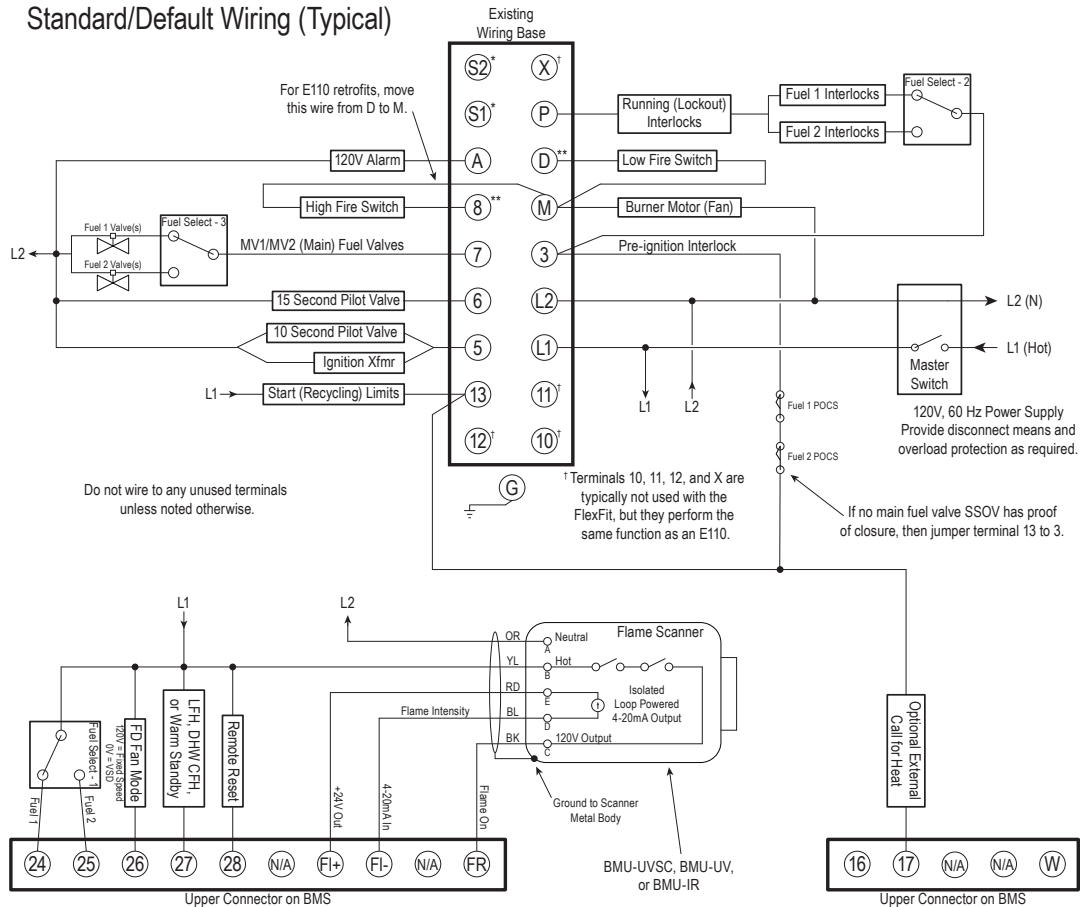 Standard/Default Wiring (Typical)
Existing
Wiring Base
S2*
X†
For E110 retrofits, move
this wire from D to M.
S1*
P
Running (Lockout)
Interlocks
Fuel 1 Interlocks
Fuel 2 Interlocks
Fuel Select - 2
120V Alarm
A
D**
Low Fire Switch
High Fire Switch
8**
M
Burner Motor (Fan)
L2
Fuel 1 Valve(s)
Fuel 2 Valve(s)
Fuel Select - 3
MV1/MV2 (Main) Fuel Valves
7
3
Pre-ignition Interlock
15 Second Pilot Valve
6
L2
L2 (N)
10 Second Pilot Valve
Ignition Xfmr
5
L1
L1 (Hot)
Master
Switch
L1
Start (Recycling) Limits
13
11†
L1
L2
Fuel 1 POCS
Fuel 2 POCS
120V, 60 Hz Power Supply
Provide disconnect means and
overload protection as required.
12†
10†
G
Do not wire to any unused terminals
unless noted otherwise.
† Terminals 10, 11, 12, and X are
typically not used with the
FlexFit, but they perform the
same function as an E110.
If no main fuel valve SSOV has proof
of closure, then jumper terminal 13 to 3.
L1
L2
Flame Scanner
OR
Neutral
A
YL
Hot
B
RD
E
Isolated
Loop Powered
4-20mA Output
Flame Intensity
BL
D
BK
120V Output
C
Fuel Select - 1
Fuel 1
Fuel 2
FD Fan Mode
120V = Fixed Speed
0V = VSD
LFH, DHW CFH,
or Warm Standby
Remote Reset
+24V Out
4-20mA In
Flame On
Ground to Scanner
Metal Body
BMU-UVSC, BMU-UV,
or BMU-IR
Optional External
Call for Heat
24
25
26
27
28
N/A
FI+
FI-
N/A
FR
Upper Connector on BMS
16
17
N/A
N/A
W
Upper Connector on BMS